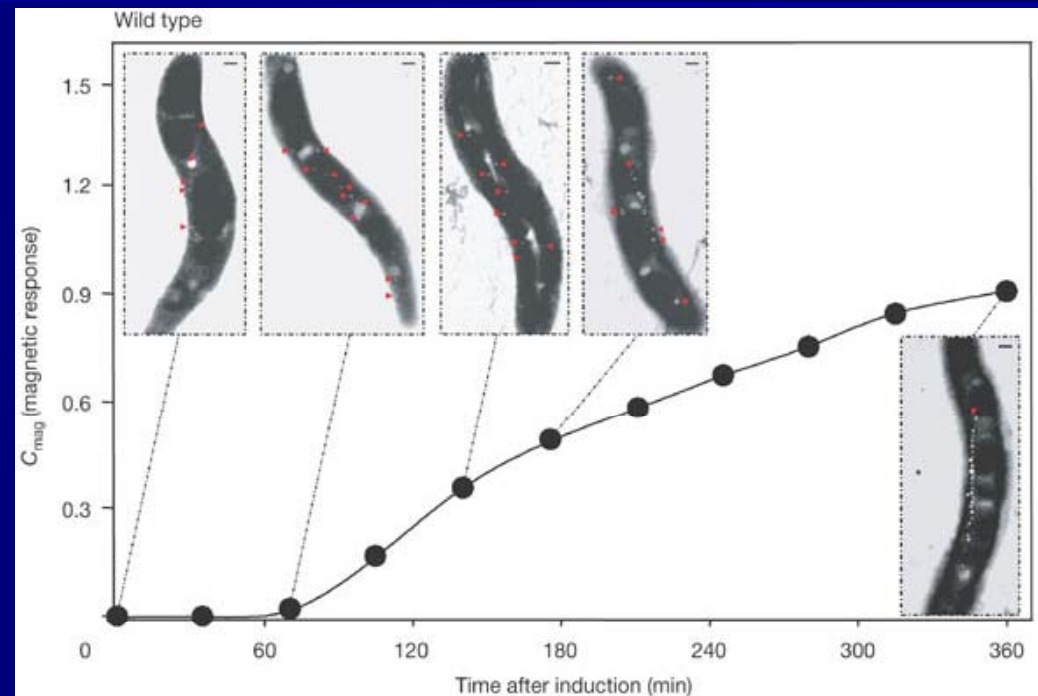 Wild type
1.5
1.2
0.9
0.6
0.3
C_mag (magnetic response)
0 60 120 180 240 300 360
Time after induction (min)